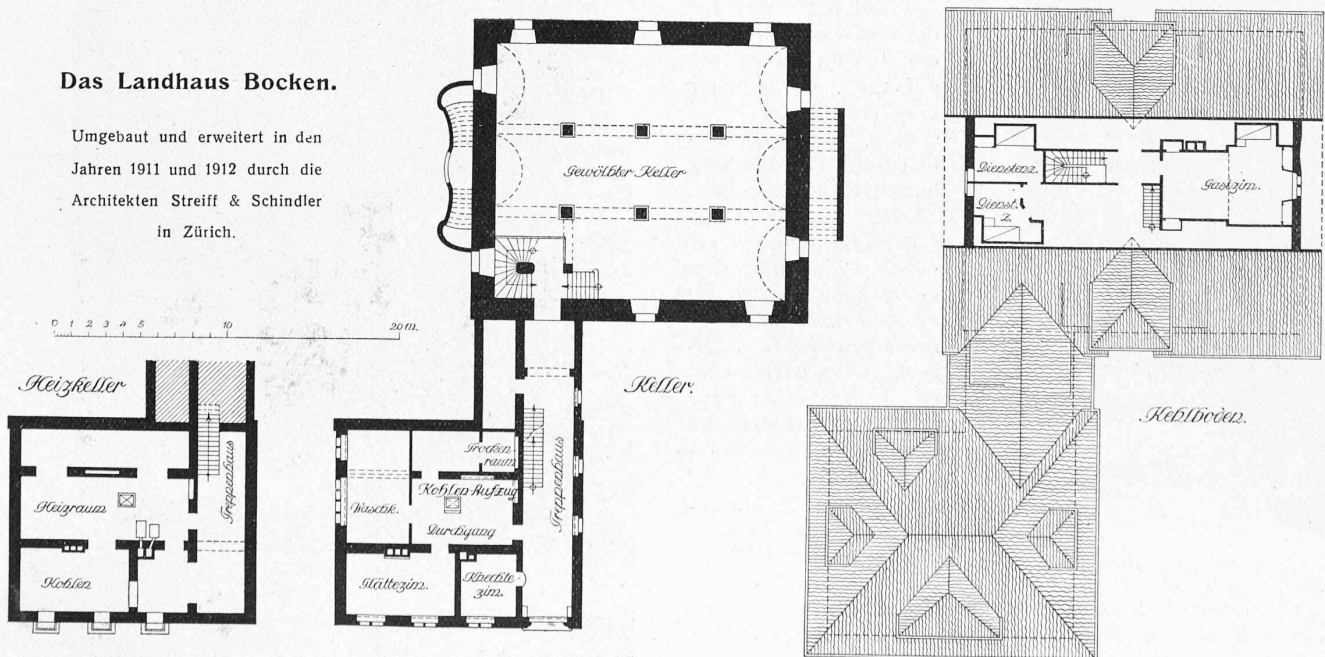 Das Landhaus Bocken.
Umgebaut und erweitert in den
Jahren 1911 und 1912 durch die
Architekten Streiff & Schindler
in Zürich.
0 1 2 3 4 5 10 20 m.
Heizkeller
Heizraum
Kohlen
Treppenhaus
Gewölbter Keller
Keller.
Trocken
raum
Kohlen-Aufzug
Waschk.
Durchgang
Glättezim.
Knechte
zim.
Treppenhaus
Dienstenz.
Dienst.
Z.
Gastzim.
Kehlboden.